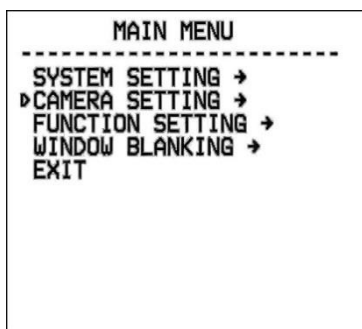 MAIN MENU
------------------------
SYSTEM SETTING →
▷CAMERA SETTING →
FUNCTION SETTING →
WINDOW BLANKING →
EXIT